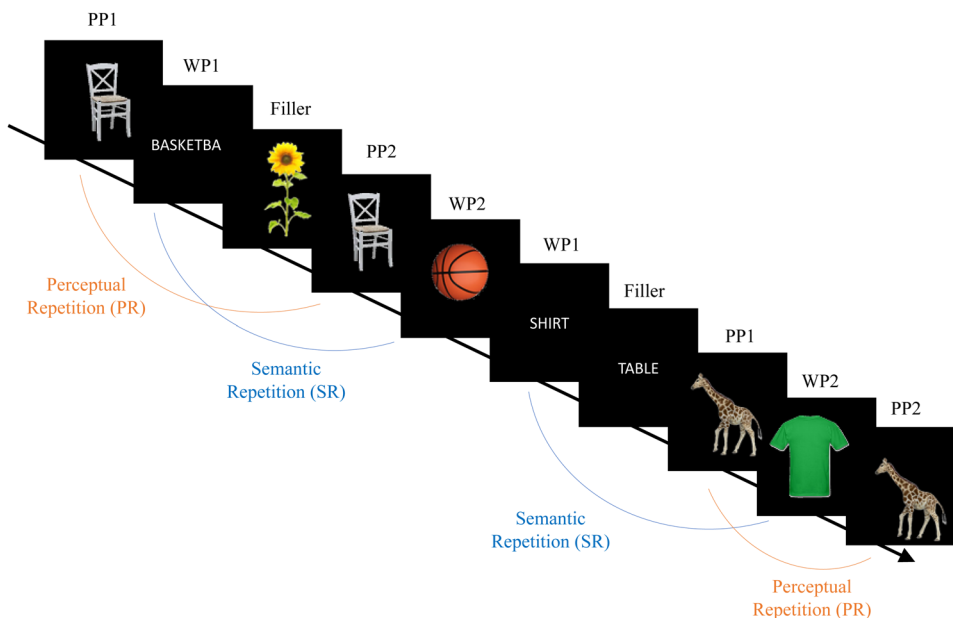 PP1
WP1
BASKETBA
Filler
PP2
WP2
WP1
SHIRT
Filler
TABLE
PP1
WP2
PP2
Perceptual
Repetition (PR)
Semantic
Repetition (SR)
Semantic
Repetition (SR)
Perceptual
Repetition (PR)